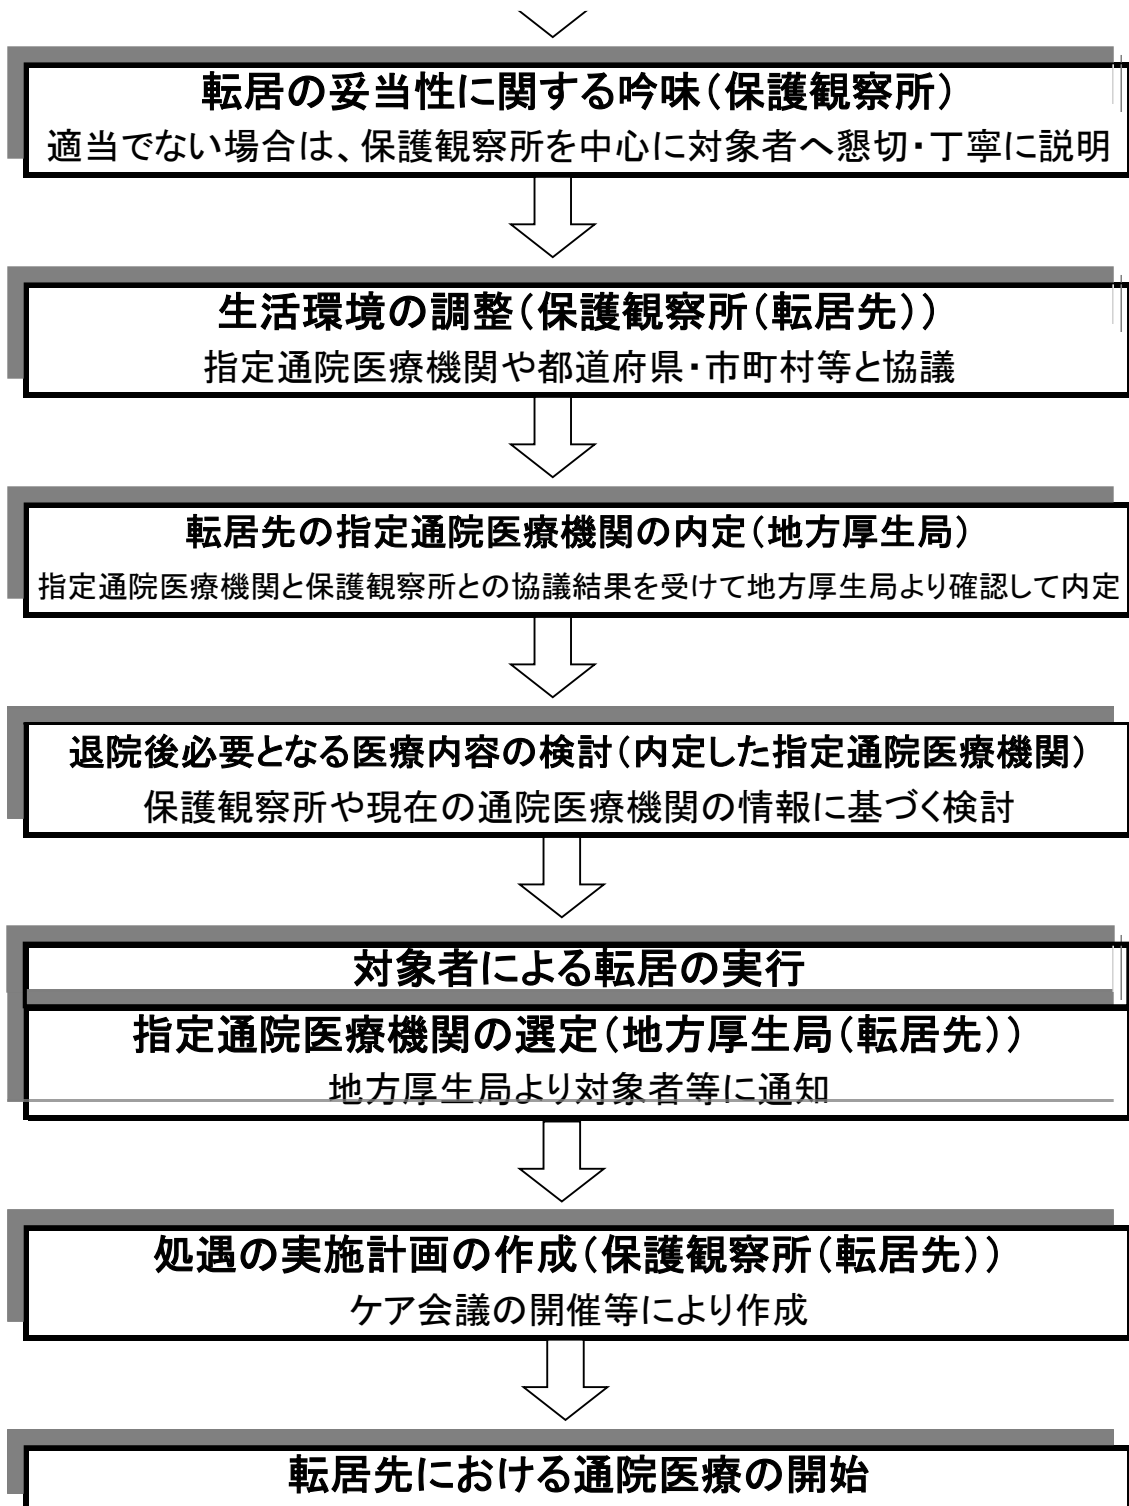 転居の妥当性に関する吟味（保護観察所）
適当でない場合は、保護観察所を中心に対象者へ懇切・丁寧に説明
生活環境の調整（保護観察所（転居先））
指定通院医療機関や都道府県・市町村等と協議
転居先の指定通院医療機関の内定（地方厚生局）
指定通院医療機関と保護観察所との協議結果を受けて地方厚生局より確認して内定
退院後必要となる医療内容の検討（内定した指定通院医療機関）
保護観察所や現在の通院医療機関の情報に基づく検討
対象者による転居の実行
指定通院医療機関の選定（地方厚生局（転居先））
地方厚生局より対象者等に通知
処遇の実施計画の作成（保護観察所（転居先））
ケア会議の開催等により作成
転居先における通院医療の開始